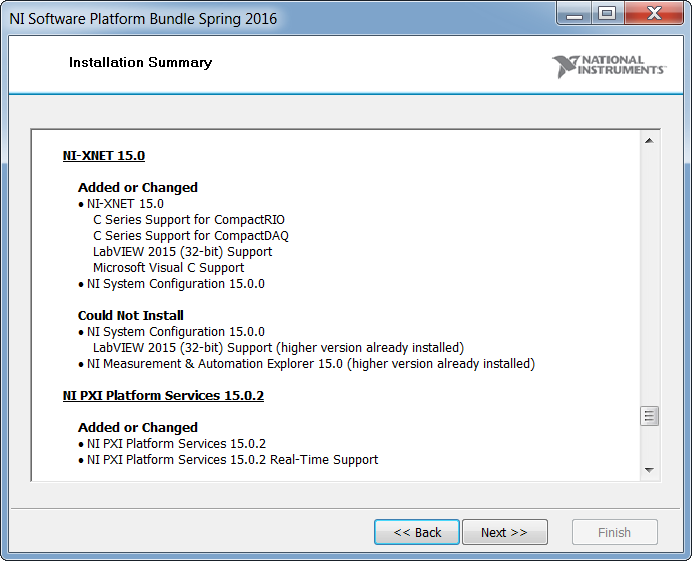 NI Software Platform Bundle Spring 2016
Installation Summary
NATIONAL
INSTRUMENTS™
NI-XNET 15.0
Added or Changed
• NI-XNET 15.0
C Series Support for CompactRIO
C Series Support for CompactDAQ
LabVIEW 2015 (32-bit) Support
Microsoft Visual C Support
• NI System Configuration 15.0.0
Could Not Install
• NI System Configuration 15.0.0
LabVIEW 2015 (32-bit) Support (higher version already installed)
• NI Measurement & Automation Explorer 15.0 (higher version already installed)
NI PXI Platform Services 15.0.2
Added or Changed
• NI PXI Platform Services 15.0.2
• NI PXI Platform Services 15.0.2 Real-Time Support
<< Back
Next >>
Finish